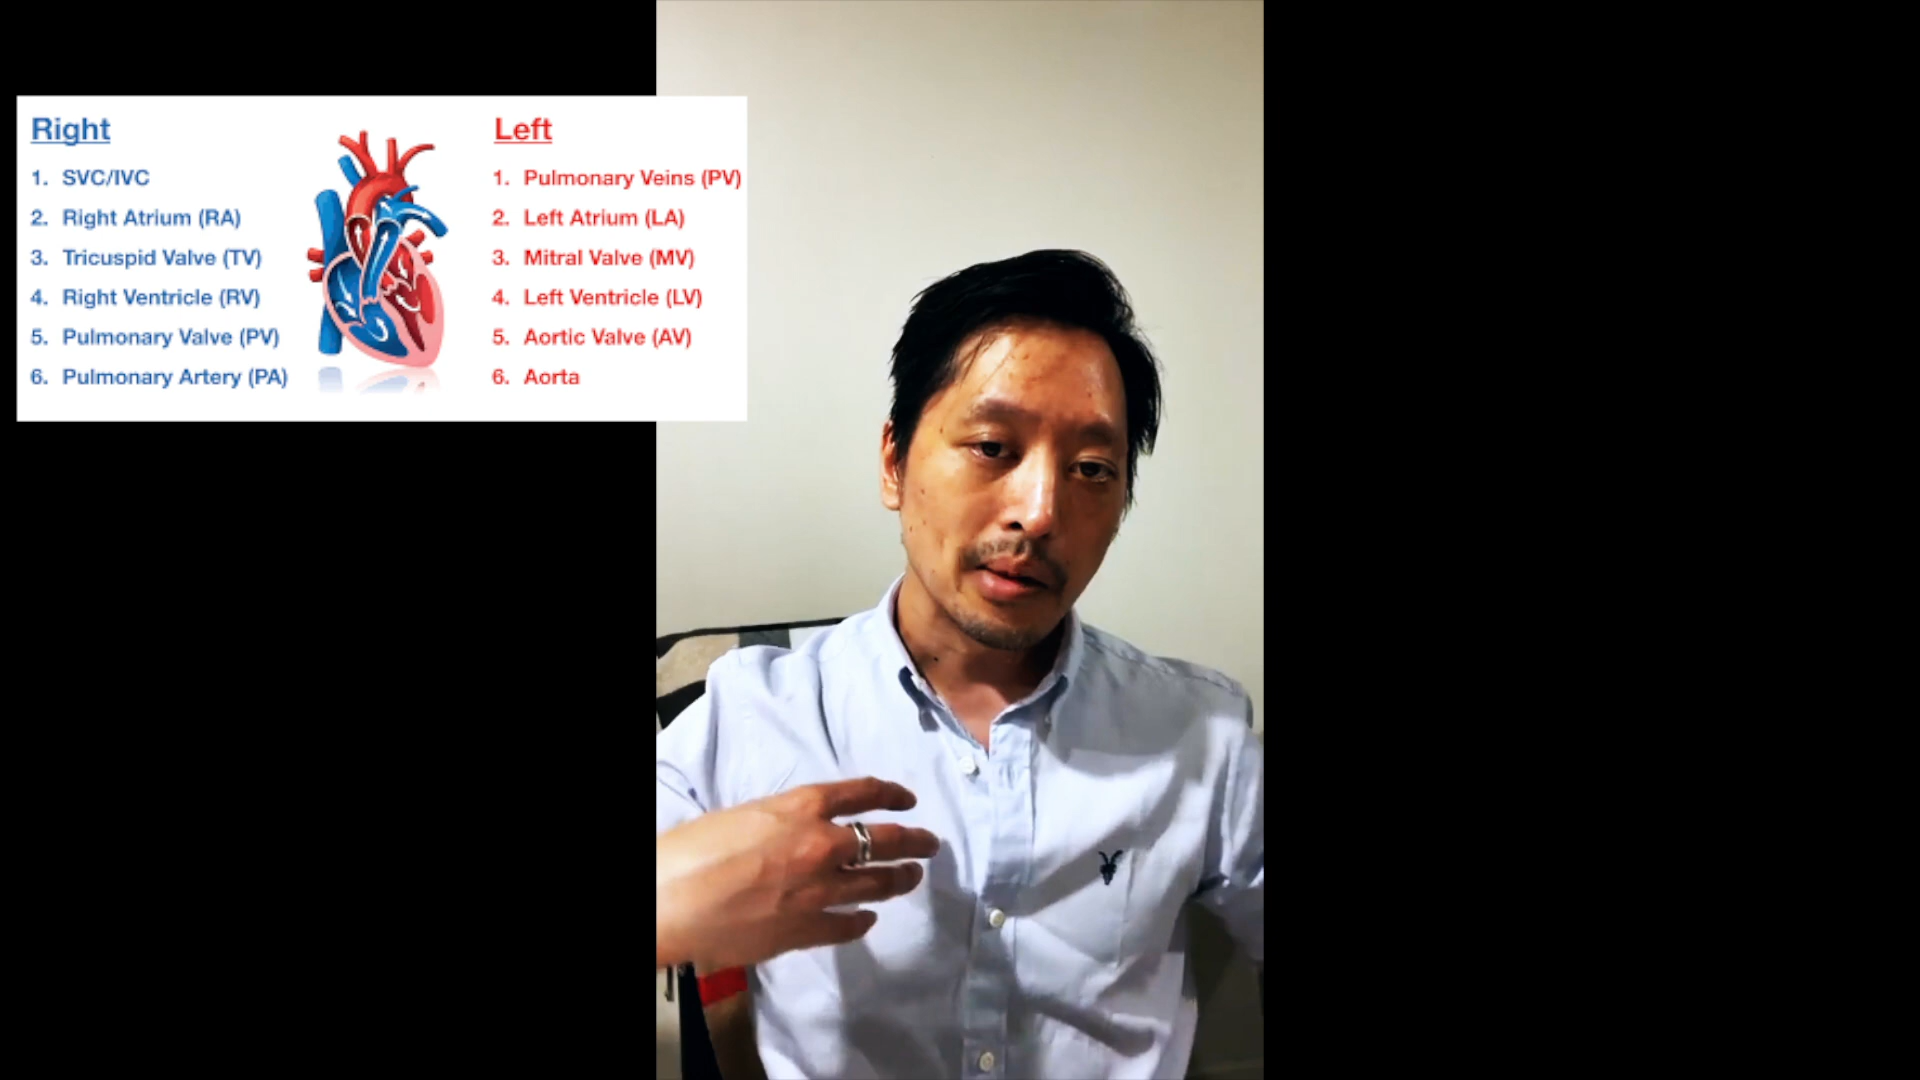 Right
1. SVC/IVC
2. Right Atrium (RA)
3. Tricuspid Valve (TV)
4. Right Ventricle (RV)
5. Pulmonary Valve (PV)
6. Pulmonary Artery (PA)
Left
1. Pulmonary Veins (PV)
2. Left Atrium (LA)
3. Mitral Valve (MV)
4. Left Ventricle (LV)
5. Aortic Valve (AV)
6. Aorta